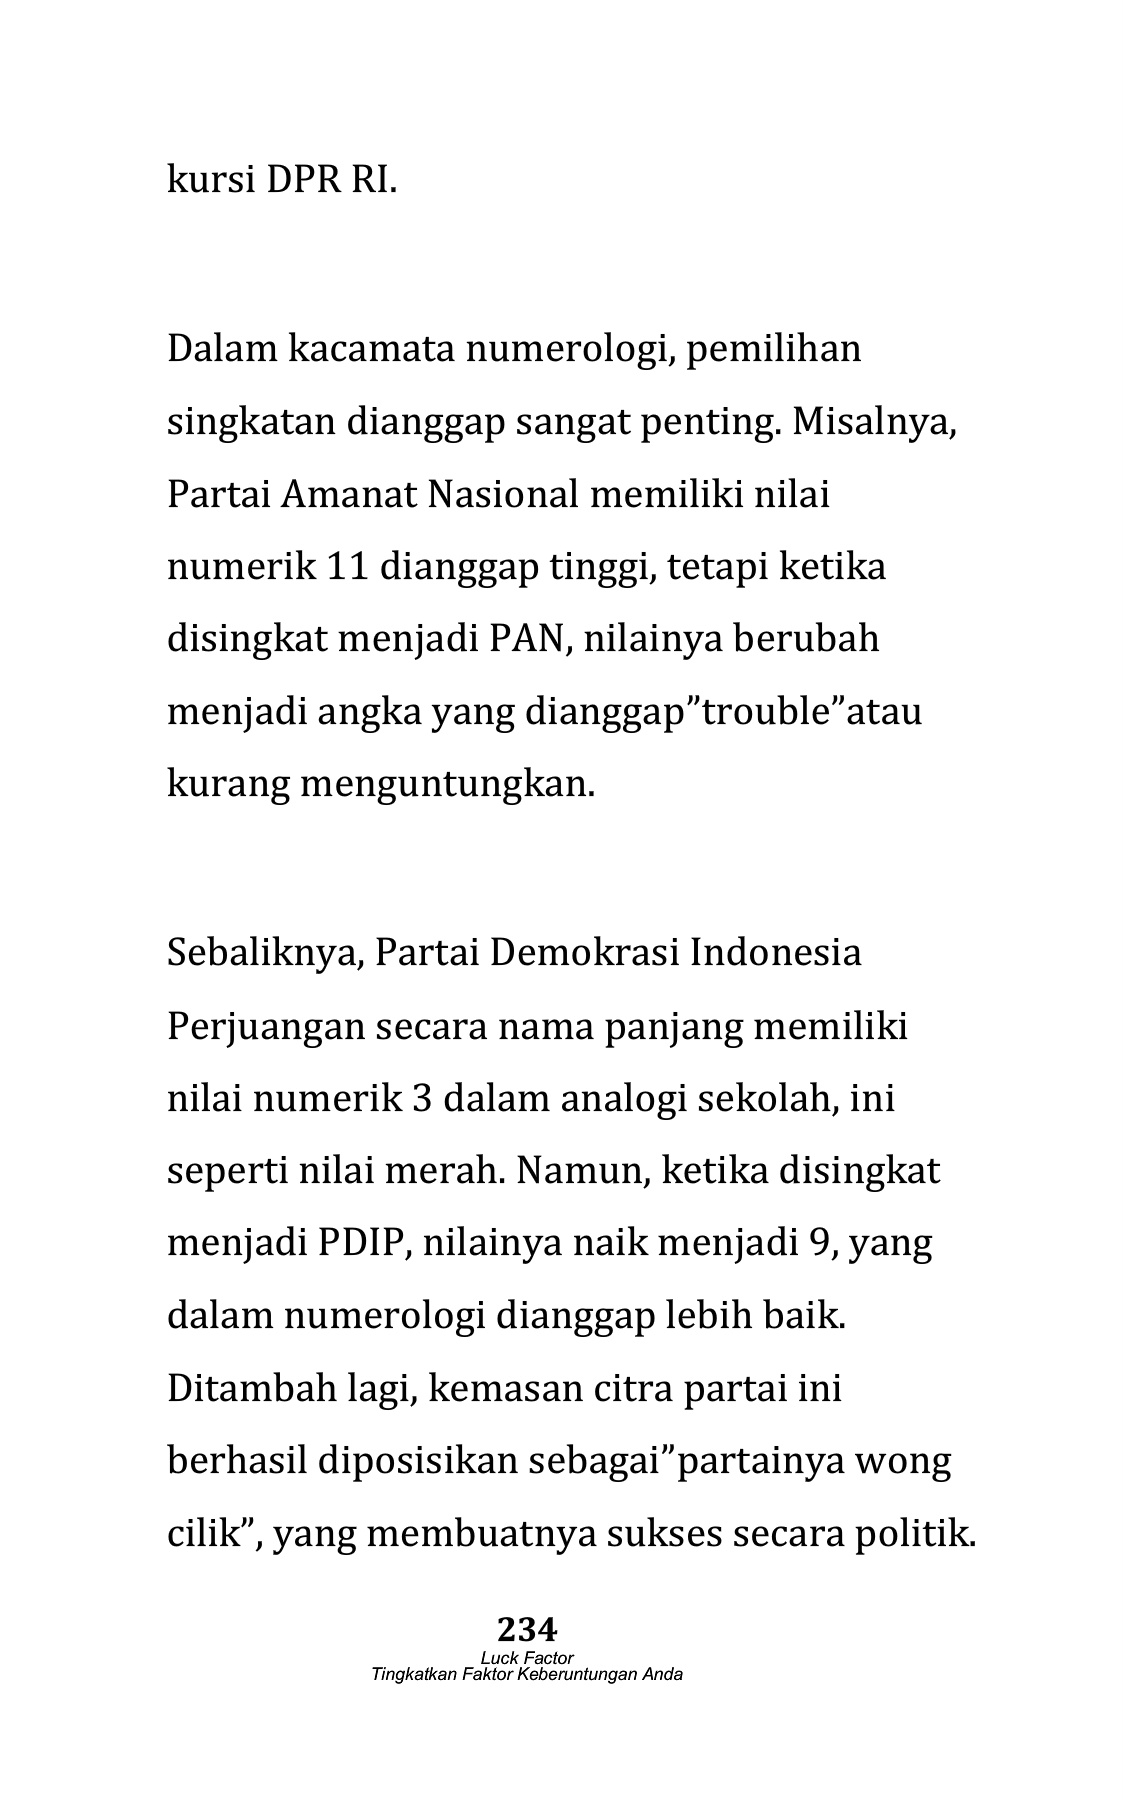 kursi DPR RI.
Dalam kacamata numerologi, pemilihan
singkatan dianggap sangat penting. Misalnya,
Partai Amanat Nasional memiliki nilai
numerik 11 dianggap tinggi, tetapi ketika
disingkat menjadi PAN, nilainya berubah
menjadi angka yang dianggap”trouble”atau
kurang menguntungkan.
Sebaliknya, Partai Demokrasi Indonesia
Perjuangan secara nama panjang memiliki
nilai numerik 3 dalam analogi sekolah, ini
seperti nilai merah. Namun, ketika disingkat
menjadi PDIP, nilainya naik menjadi 9, yang
dalam numerologi dianggap lebih baik.
Ditambah lagi, kemasan citra partai ini
berhasil diposisikan sebagai”partainya wong
cilik”, yang membuatnya sukses secara politik.
234
Luck Factor
Tingkatkan Faktor Keberuntungan Anda